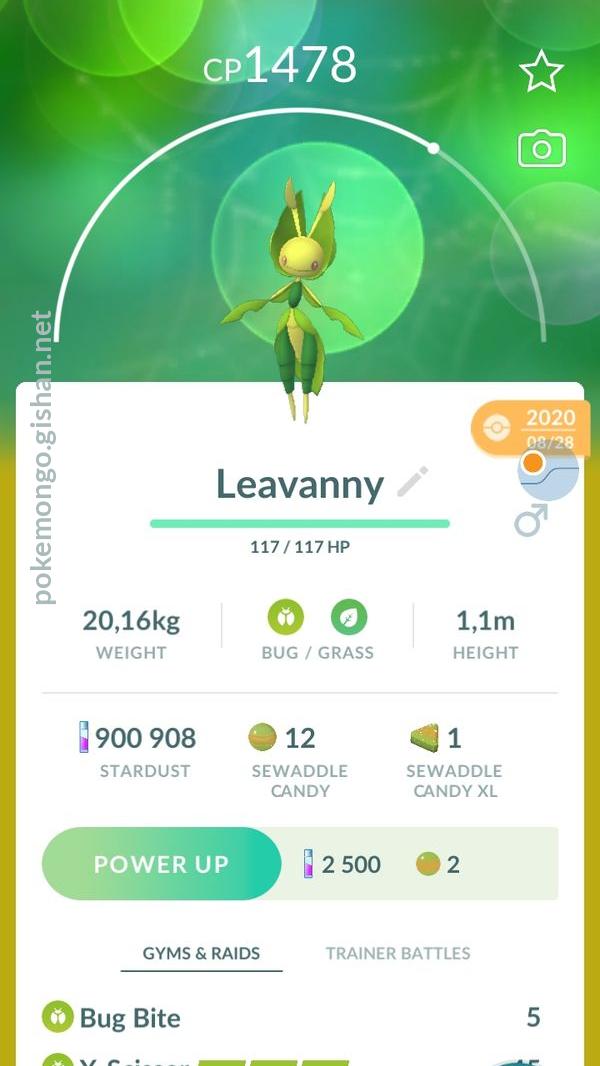 CP1478
pokemongo.gishan.net
2020
08/28
Leavanny
117 / 117 HP
20,16kg
WEIGHT
BUG / GRASS
1,1m
HEIGHT
900 908
STARDUST
12
SEWADDLE
CANDY
1
SEWADDLE
CANDY XL
POWER UP
2 500
2
GYMS & RAIDS
TRAINER BATTLES
Bug Bite
5
X-Scissor